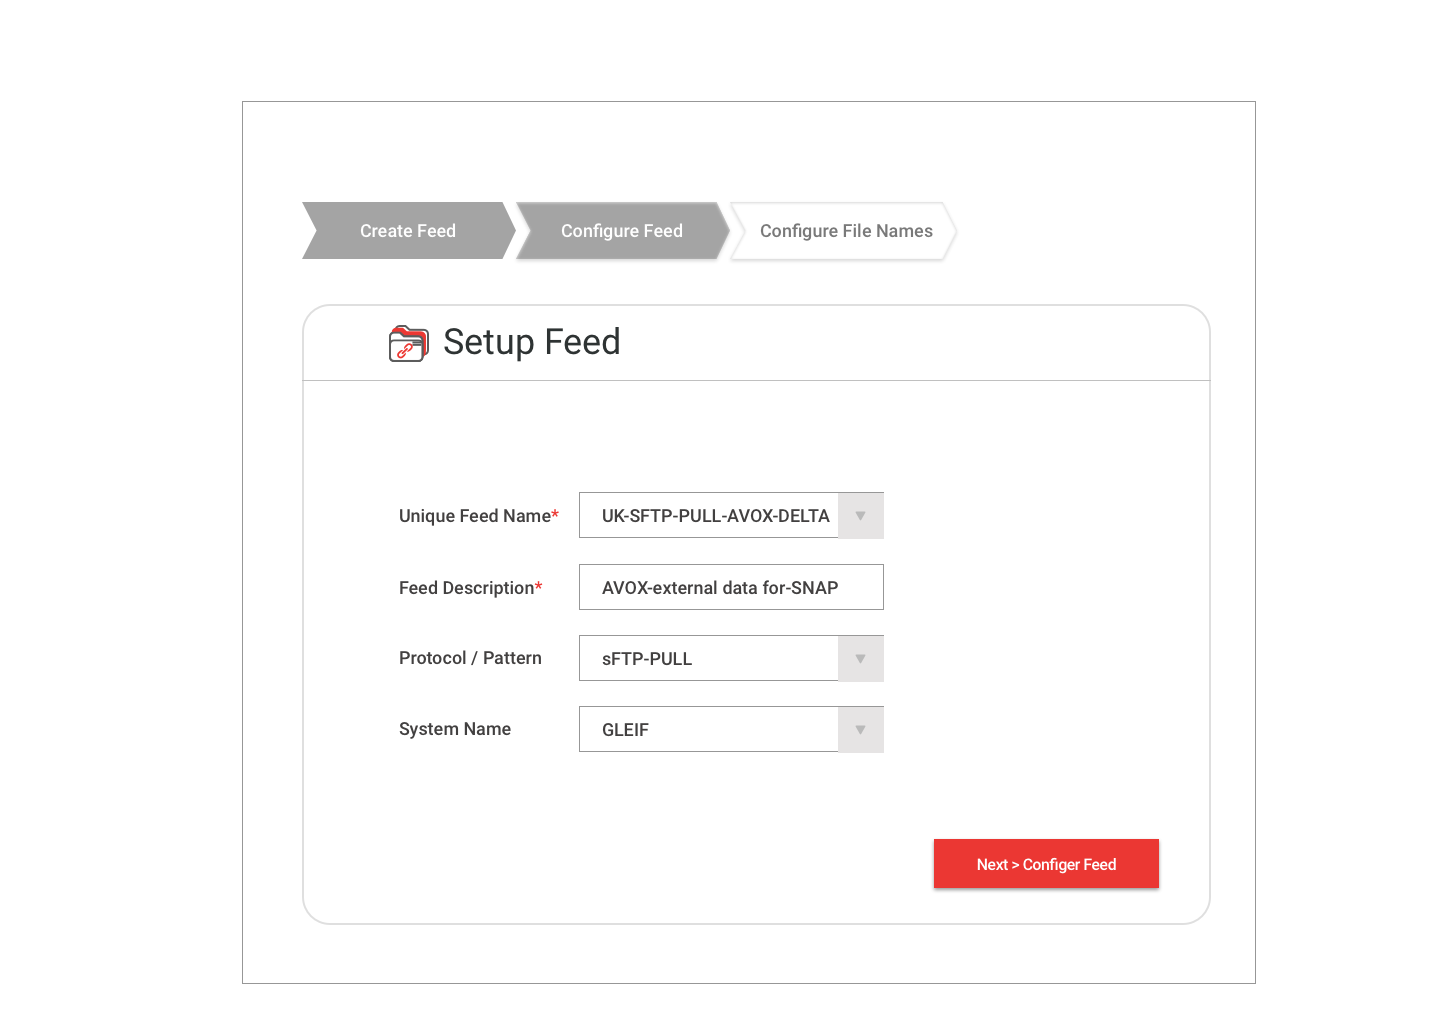 Create Feed
Configure Feed
Configure File Names
Setup Feed
Unique Feed Name*
UK-SFTP-PULL-AVOX-DELTA
Feed Description*
AVOX-external data for-SNAP
Protocol / Pattern
sFTP-PULL
System Name
GLEIF
Next > Configer Feed